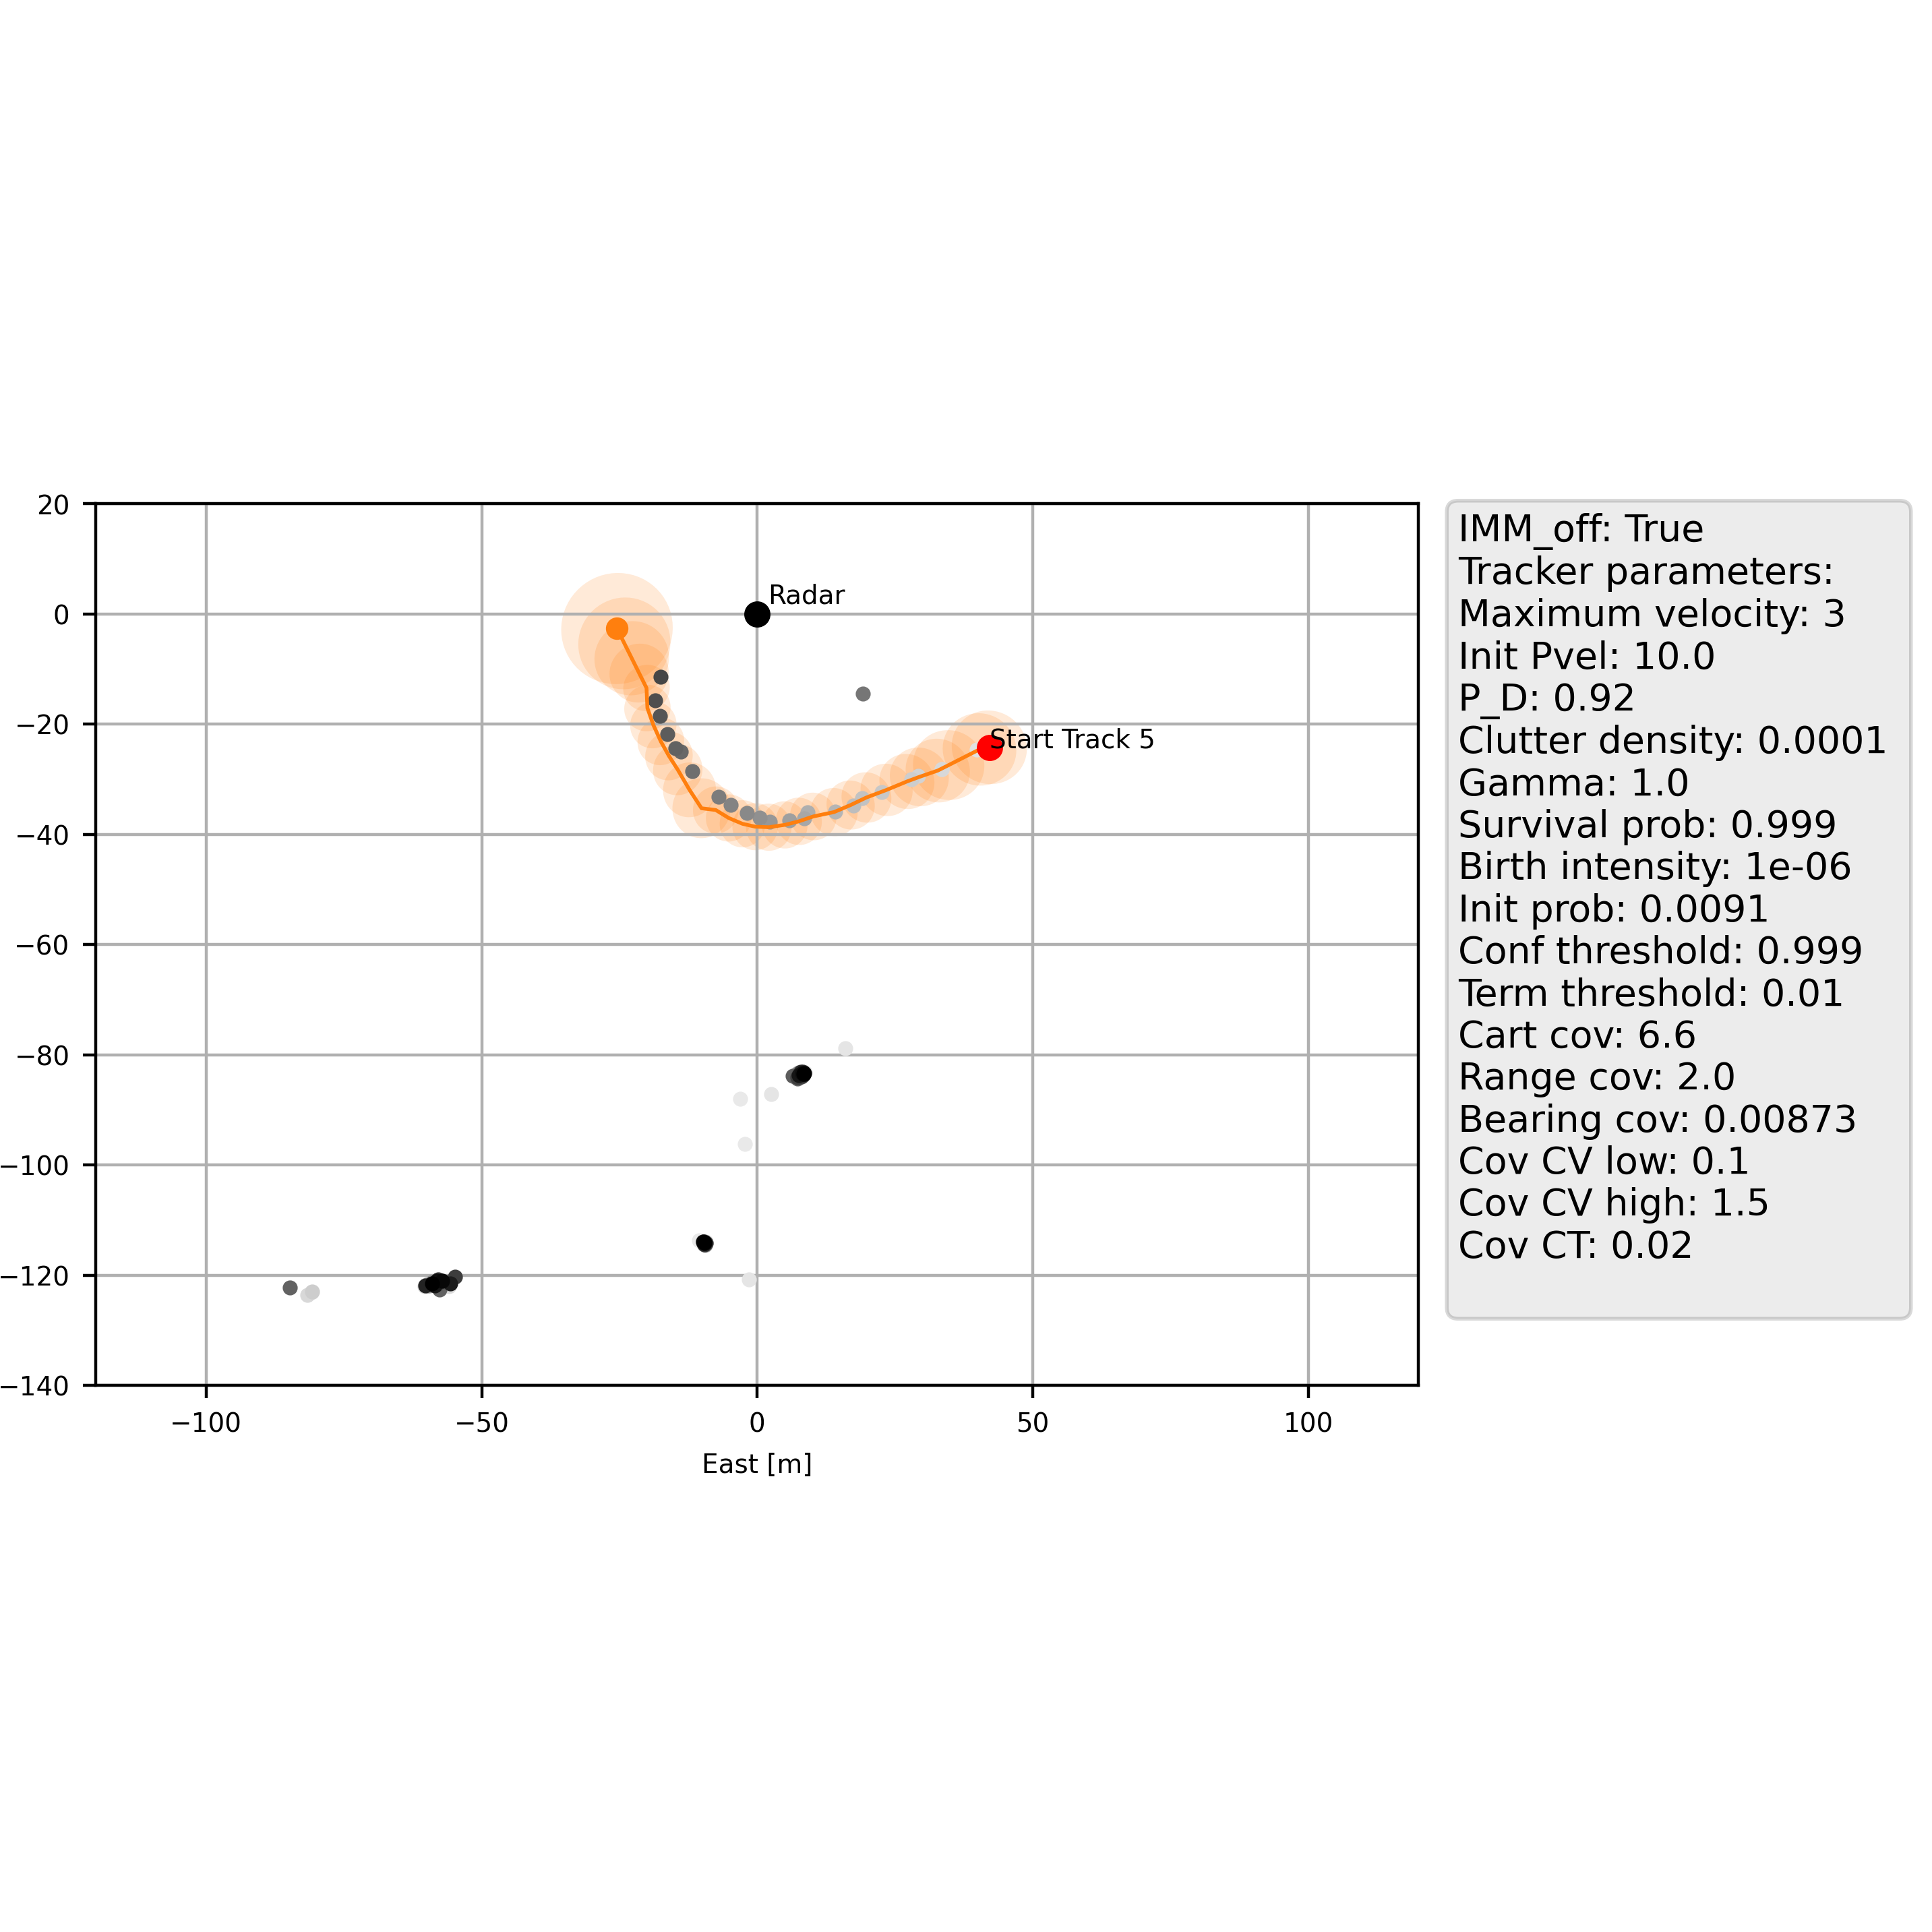 20
0
−20
−40
−60
−80
−100
−120
−140
Radar
Start Track 5
−100
−50
0
50
100
East [m]
IMM_off: True
Tracker parameters:
Maximum velocity: 3
Init Pvel: 10.0
P_D: 0.92
Clutter density: 0.0001
Gamma: 1.0
Survival prob: 0.999
Birth intensity: 1e-06
Init prob: 0.0091
Conf threshold: 0.999
Term threshold: 0.01
Cart cov: 6.6
Range cov: 2.0
Bearing cov: 0.00873
Cov CV low: 0.1
Cov CV high: 1.5
Cov CT: 0.02